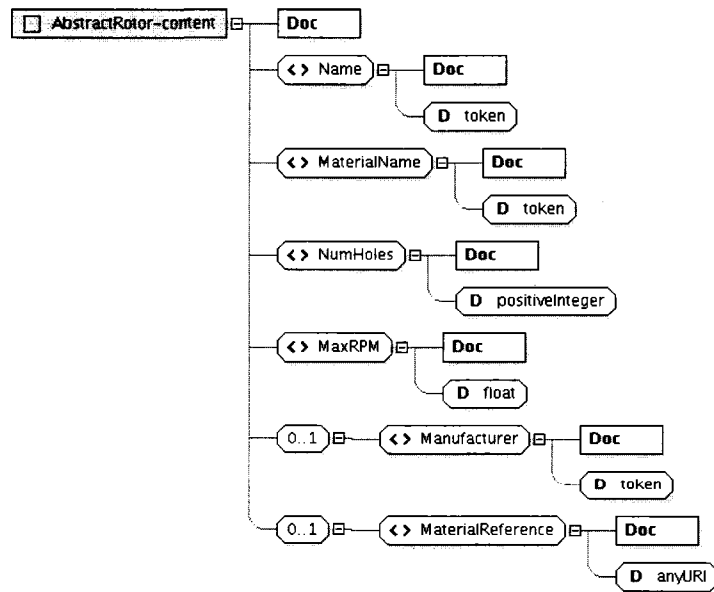 AbstractRotor-content Doc
<> Name Doc
D token
<> MaterialName Doc
D token
<> NumHoles Doc
D positiveInteger
<> MaxRPM Doc
D float
0..1 <> Manufacturer Doc
D token
0..1 <> MaterialReference Doc
D anyURI